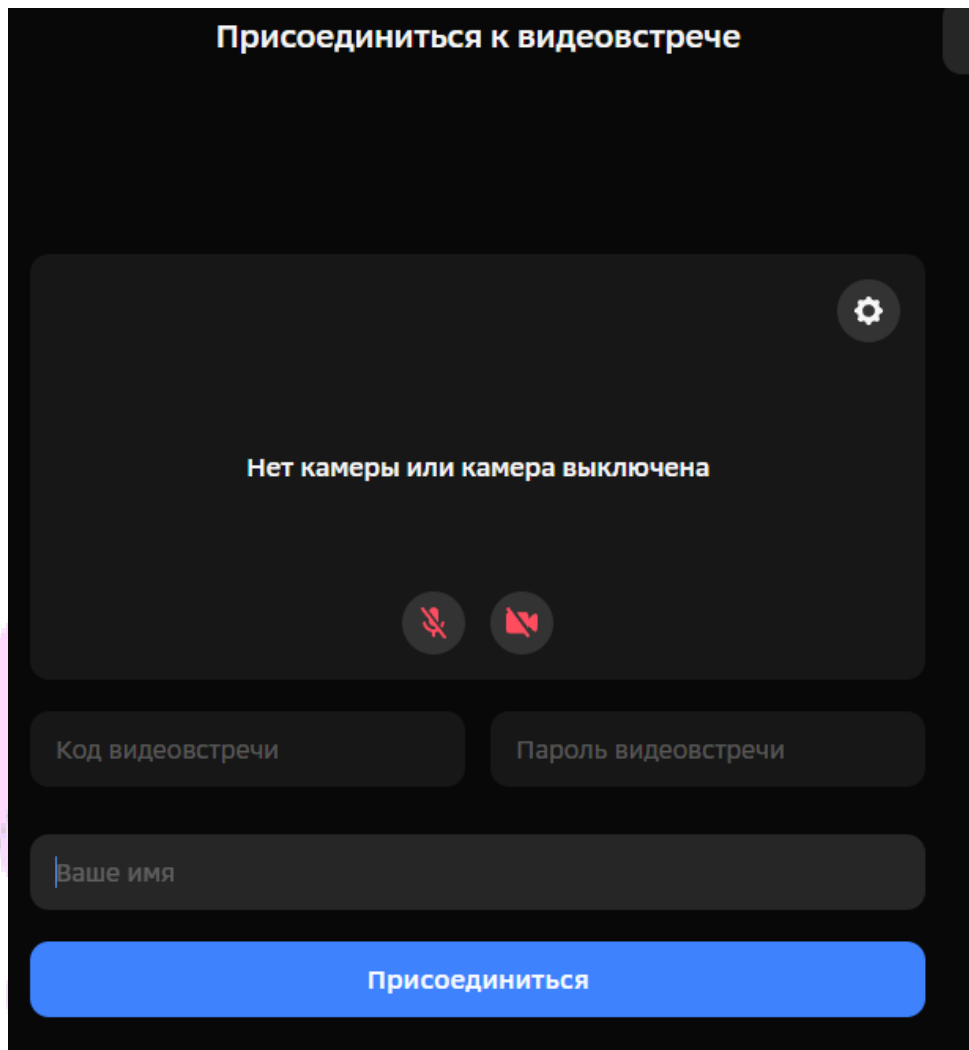 Присоединиться к видеовстрече
Нет камеры или камера выключена
Код видеовстречи
Пароль видеовстречи
Ваше имя
Присоединиться